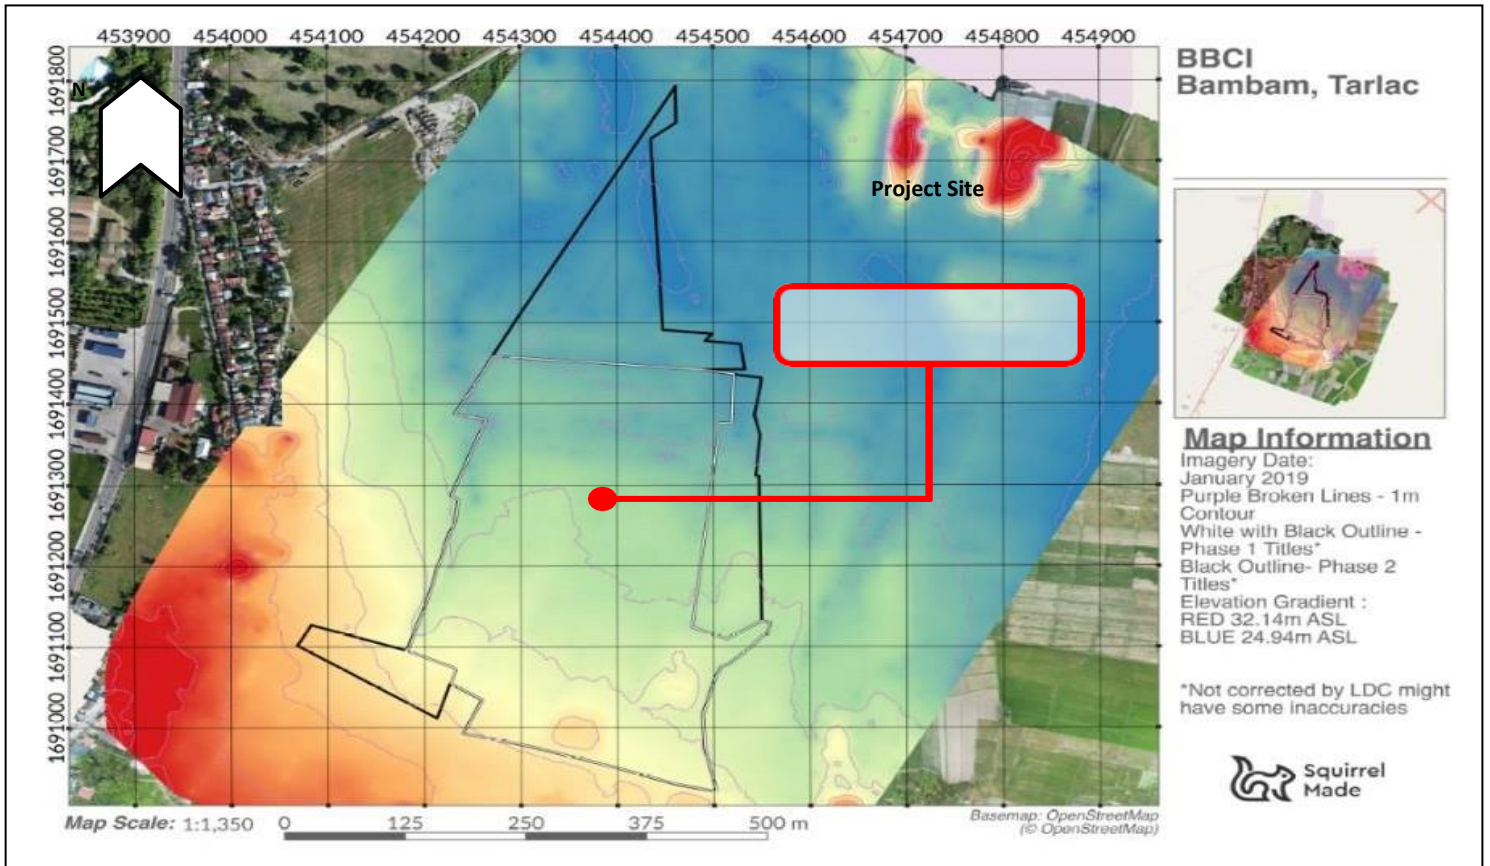 453900 454000 454100 454200 454300 454400 454500 454600 454700 454800 454900
1691800
1691700
1691600
1691500
1691400
1691300
1691200
1691100
1691000
N
Project Site
BBCI
Bambam, Tarlac
Map Information
Imagery Date:
January 2019
Purple Broken Lines - 1m
Contour
White with Black Outline -
Phase 1 Titles*
Black Outline- Phase 2
Titles*
Elevation Gradient :
RED 32.14m ASL
BLUE 24.94m ASL
*Not corrected by LDC might
have some inaccuracies
Squirrel
Made
Map Scale: 1:1,350 0 125 250 375 500 m
Basemap: OpenStreetMap
(© OpenStreetMap)